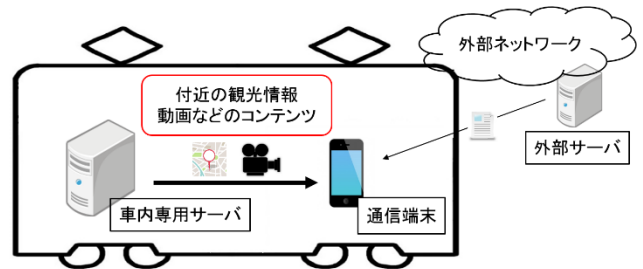 外部ネットワーク
付近の観光情報
動画などのコンテンツ
外部サーバ
車内専用サーバ
通信端末